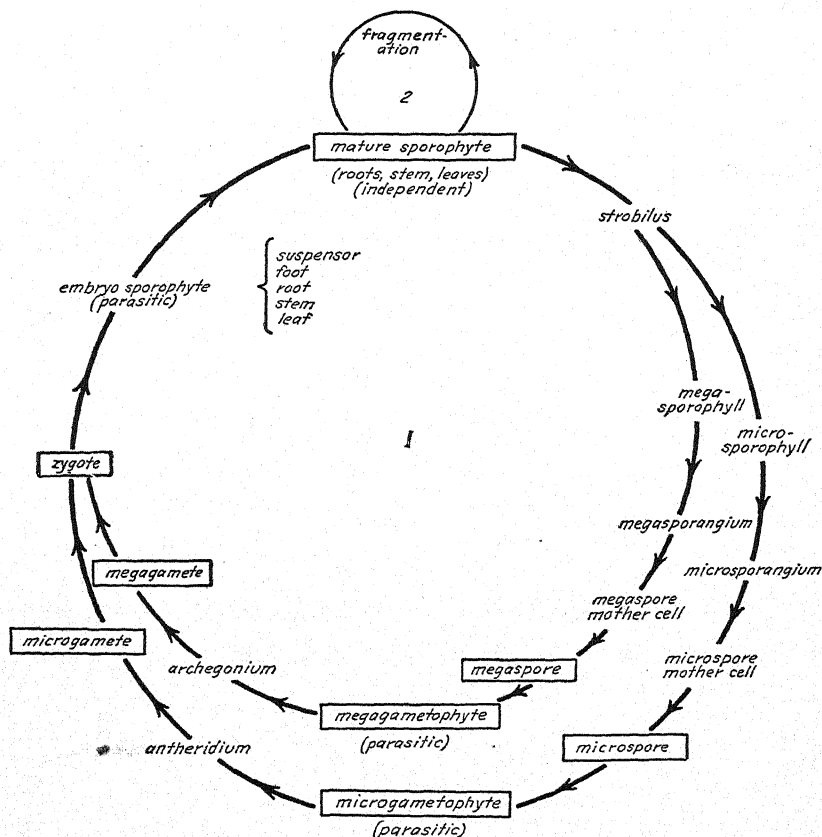 fragment-
ation
2
mature sporophyte
(roots, stem, leaves)
(independent)
strobilus
suspensor
foot
root
stem
leaf
embryo sporophyte
(parasitic)
mega-
sporophyll
micro-
sporophyll
1
zygote
megasporangium
microsporangium
megagamete
megaspore
mother cell
microgamete
archegonium
megaspore
microspore
mother cell
megagametophyte
(parasitic)
antheridium
microspore
microgametophyte
(parasitic)